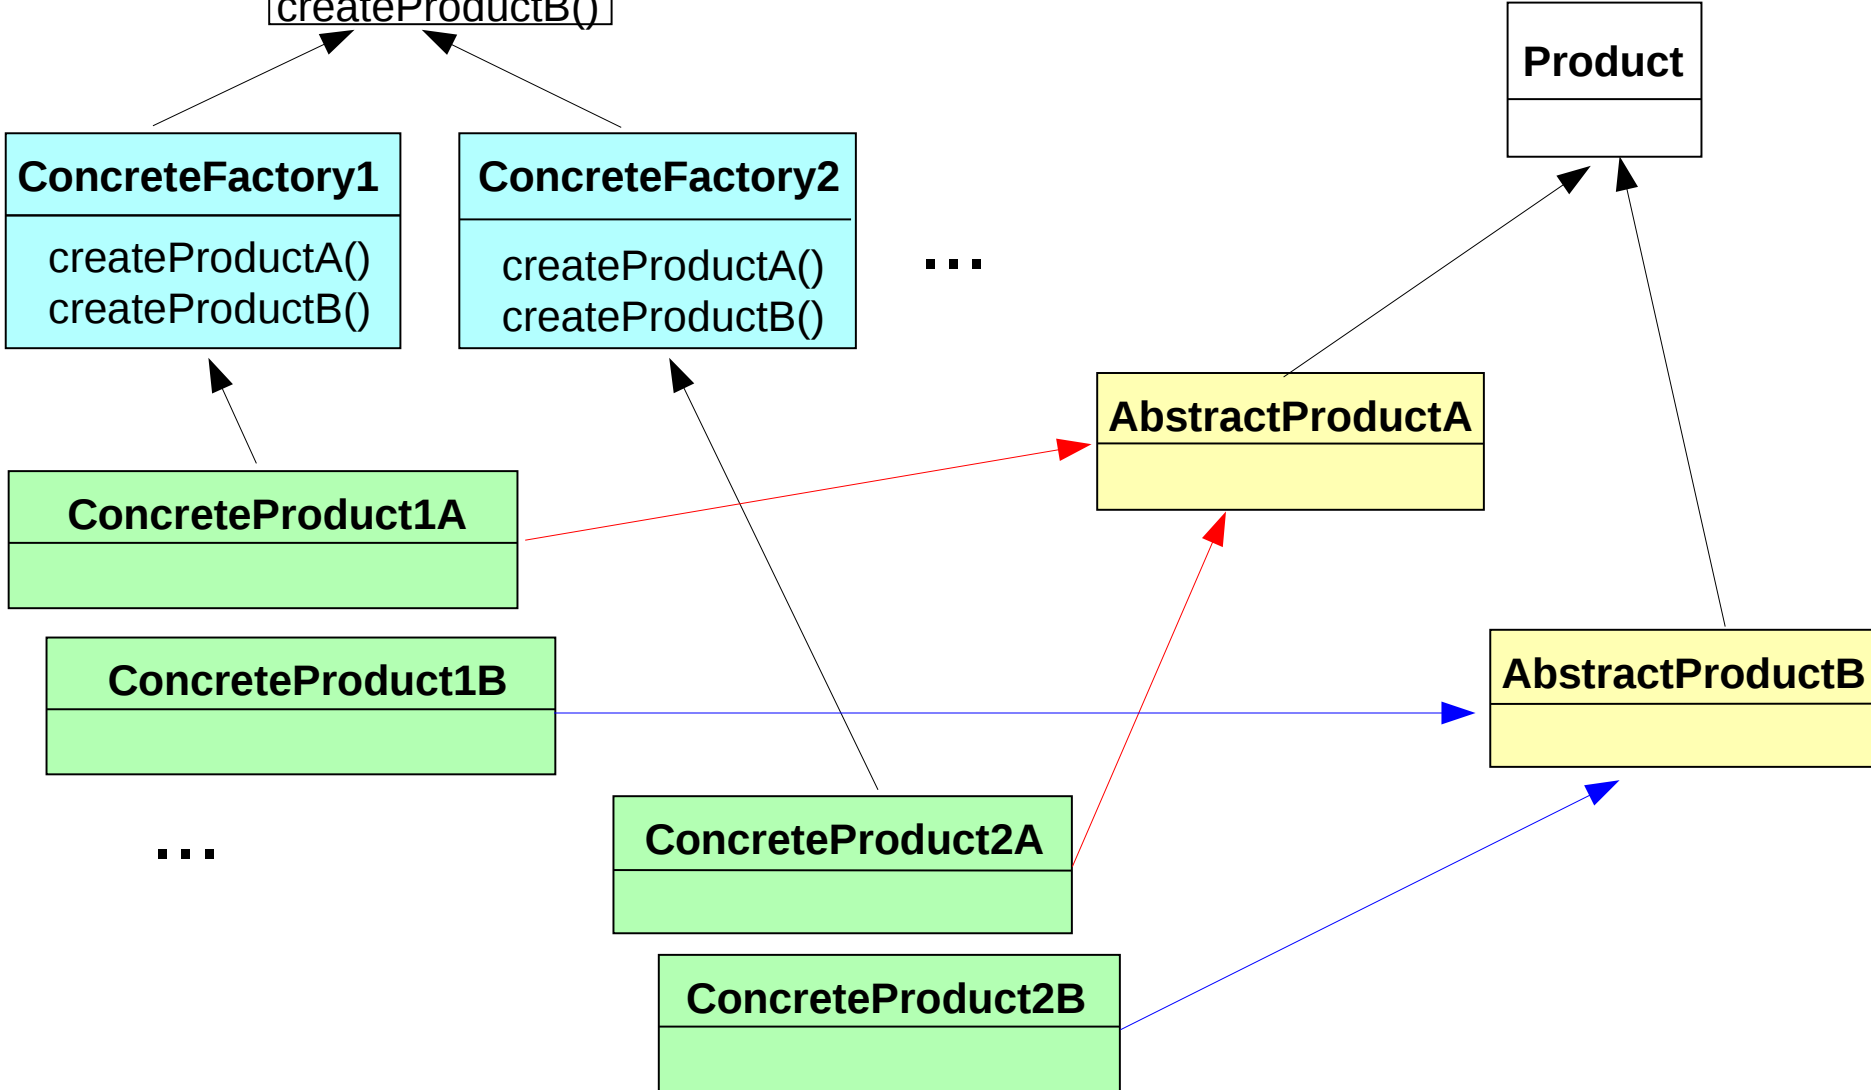 createProductB()
Product
ConcreteFactory1
createProductA()
createProductB()
ConcreteFactory2
createProductA()
createProductB()
...
AbstractProductA
ConcreteProduct1A
ConcreteProduct1B
AbstractProductB
...
ConcreteProduct2A
ConcreteProduct2B